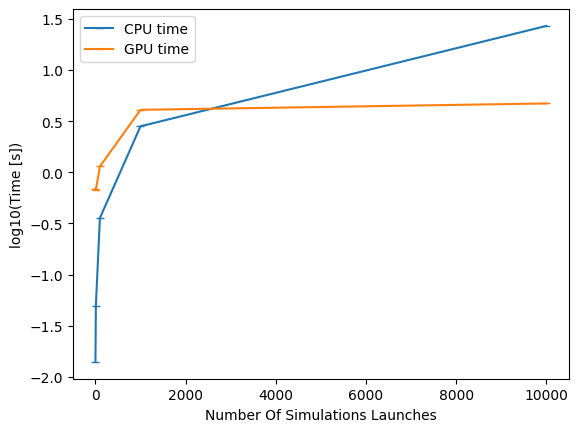 CPU time
GPU time
1.5
1.0
0.5
0.0
−0.5
−1.0
−1.5
−2.0
log10(Time [s])
0 2000 4000 6000 8000 10000
Number Of Simulations Launches